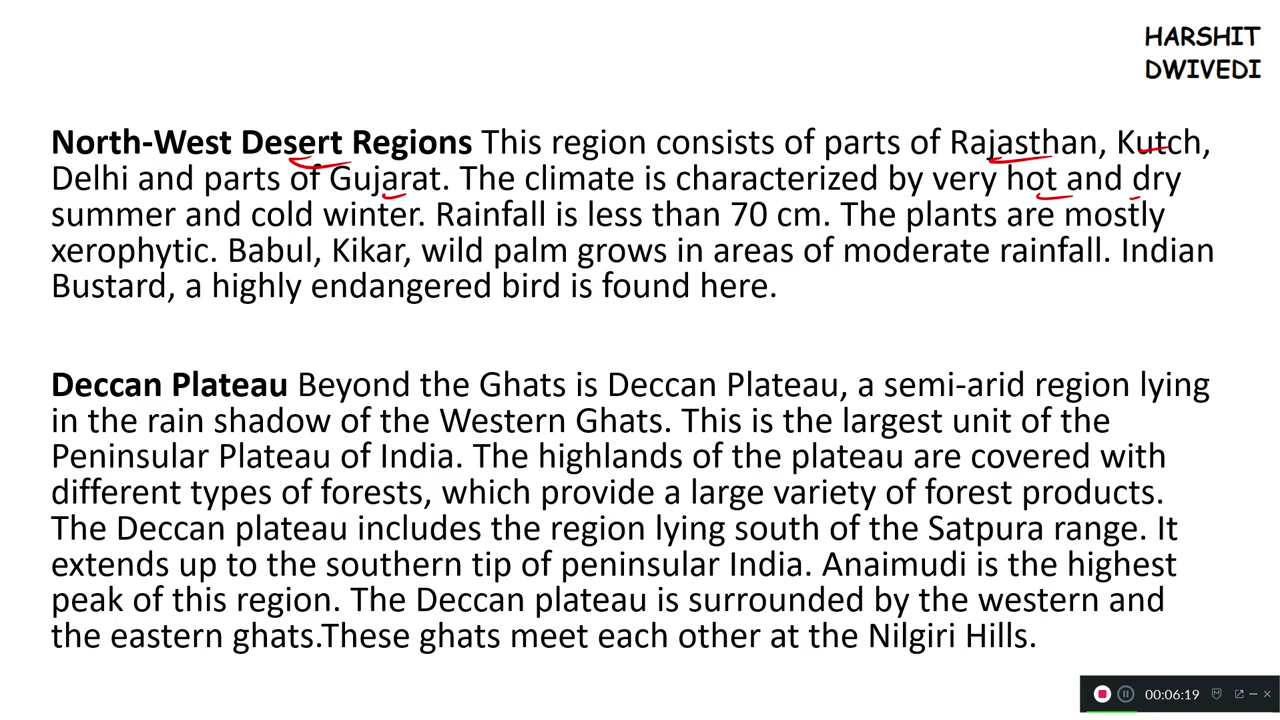 HARSHIT
DWIVEDI
North-West Desert Regions This region consists of parts of Rajasthan, Kutch,
Delhi and parts of Gujarat. The climate is characterized by very hot and dry
summer and cold winter. Rainfall is less than 70 cm. The plants are mostly
xerophytic. Babul, Kikar, wild palm grows in areas of moderate rainfall. Indian
Bustard, a highly endangered bird is found here.
Deccan Plateau Beyond the Ghats is Deccan Plateau, a semi-arid region lying
in the rain shadow of the Western Ghats. This is the largest unit of the
Peninsular Plateau of India. The highlands of the plateau are covered with
different types of forests, which provide a large variety of forest products.
The Deccan plateau includes the region lying south of the Satpura range. It
extends up to the southern tip of peninsular India. Anaimudi is the highest
peak of this region. The Deccan plateau is surrounded by the western and
the eastern ghats.These ghats meet each other at the Nilgiri Hills.
00:06:19